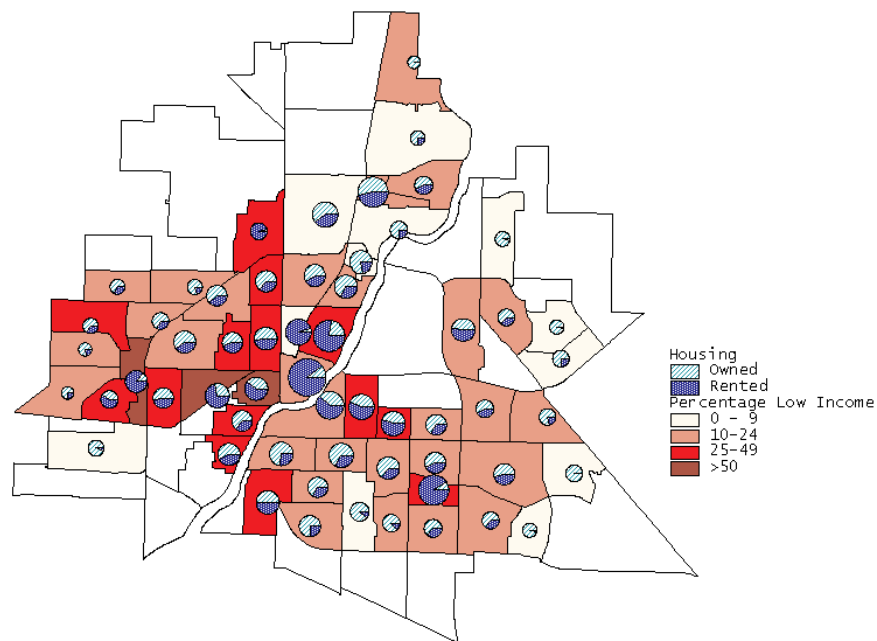 Housing
Owned
Rented
Percentage Low Income
0 - 9
10-24
25-49
>50